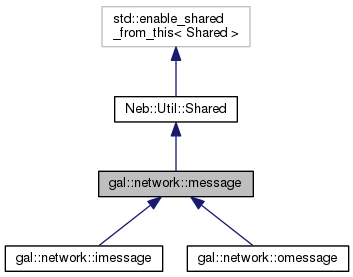 std::enable_shared
_from_this< Shared >
Neb::Util::Shared
gal::network::message
gal::network::imessage
gal::network::omessage